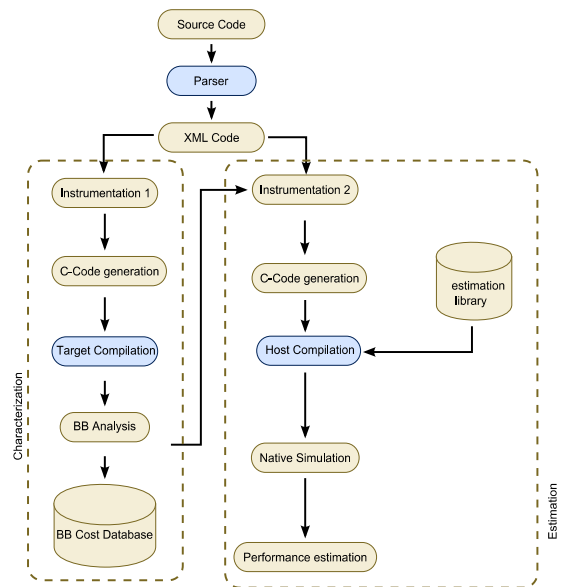 Source Code
Parser
XML Code
Instrumentation 1
C-Code generation
Target Compilation
BB Analysis
BB Cost Database
Characterization
Instrumentation 2
C-Code generation
Host Compilation
Native Simulation
Performance estimation
estimation
library
Estimation